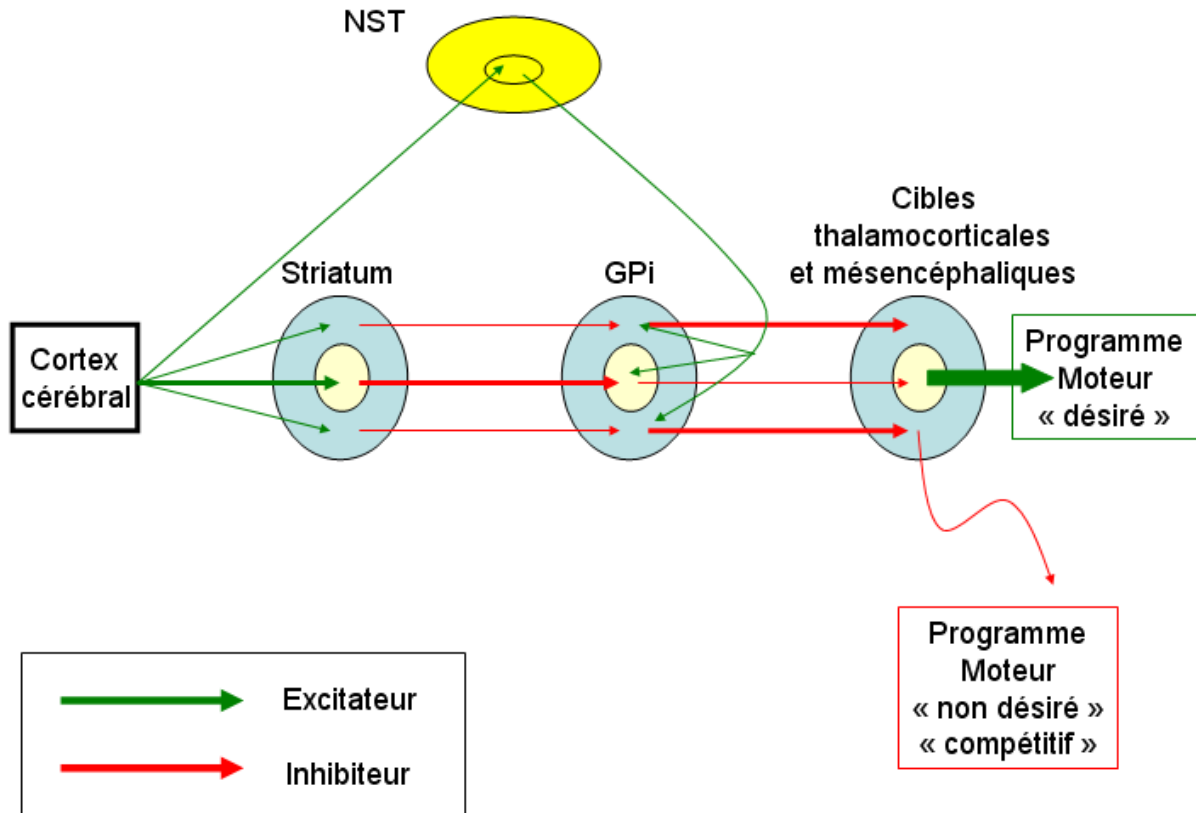 NST
Cibles
thalamocorticales
et mésencéphaliques
Striatum
GPi
Cortex
cérébral
Programme
Moteur
« désiré »
Programme
Moteur
« non désiré »
« compétitif »
Excitateur
Inhibiteur